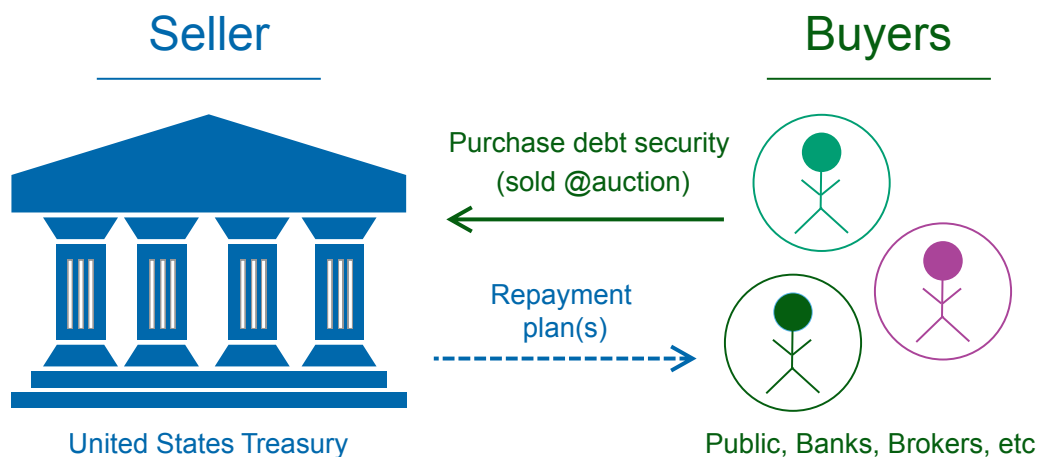 Seller
Buyers
Purchase debt security
(sold @auction)
Repayment
plan(s)
United States Treasury
Public, Banks, Brokers, etc